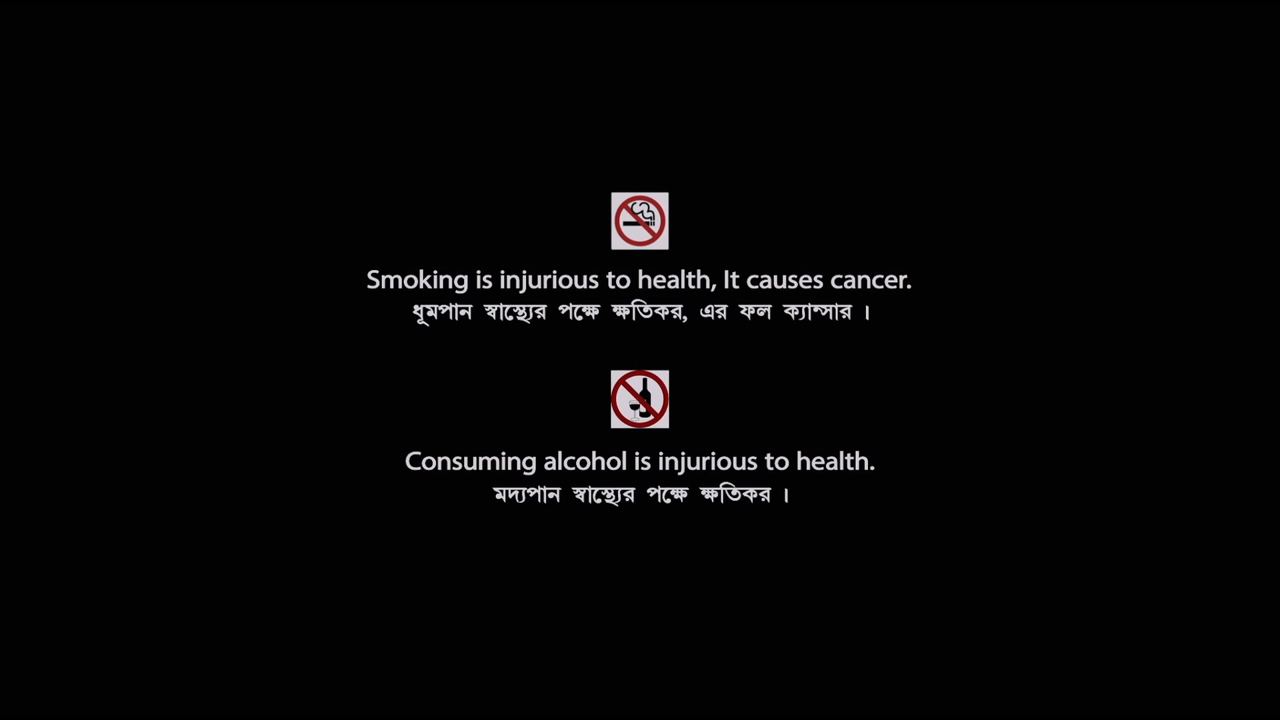 Smoking is injurious to health, It causes cancer.
ধূমপান স্বাস্থ্যের পক্ষে ক্ষতিকর, এর ফল ক্যান্সার ।
Consuming alcohol is injurious to health.
মদ্যপান স্বাস্থ্যের পক্ষে ক্ষতিকর ।